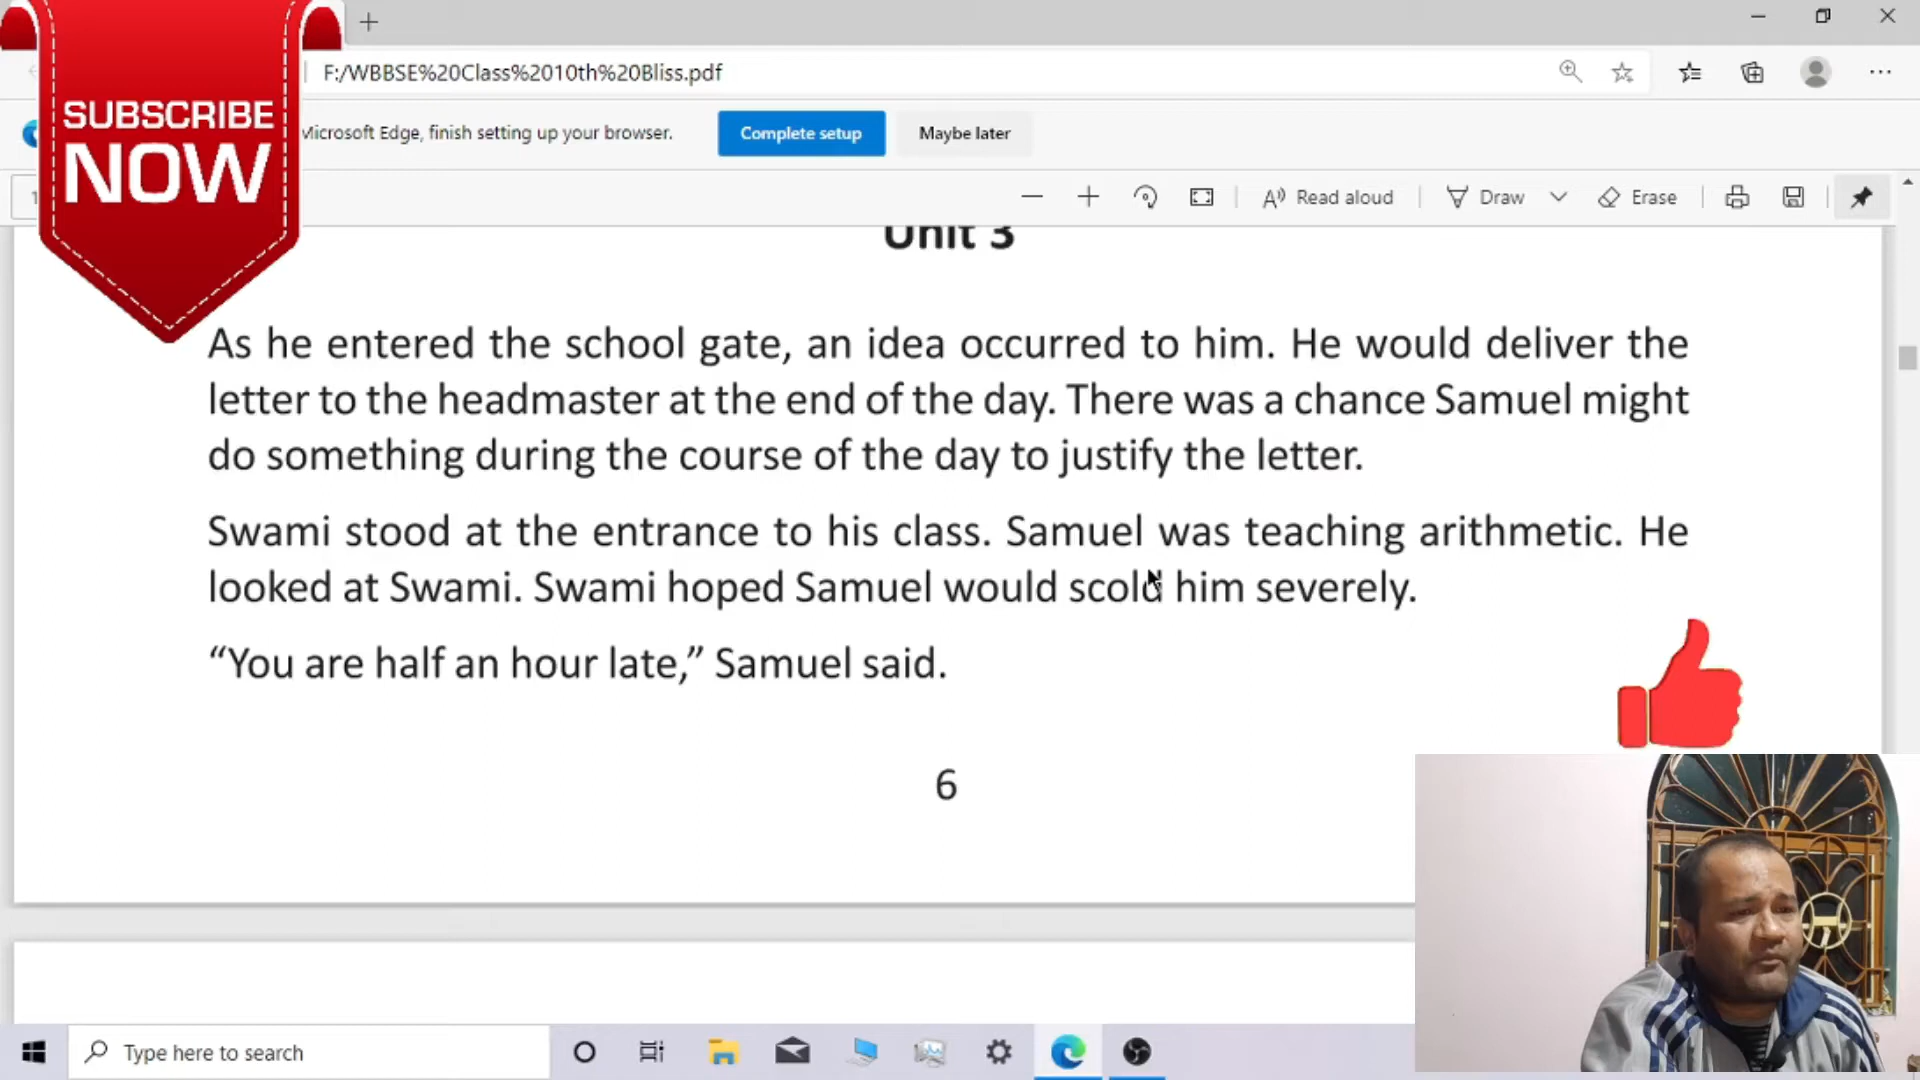 SUBSCRIBE
NOW
F:/WBBSE%20Class%2010th%20Bliss.pdf
Microsoft Edge, finish setting up your browser.
Complete setup
Maybe later
Read aloud
Draw
Erase
Unit 3
As he entered the school gate, an idea occurred to him. He would deliver the
letter to the headmaster at the end of the day. There was a chance Samuel might
do something during the course of the day to justify the letter.
Swami stood at the entrance to his class. Samuel was teaching arithmetic. He
looked at Swami. Swami hoped Samuel would scold him severely.
“You are half an hour late,” Samuel said.
6
Type here to search